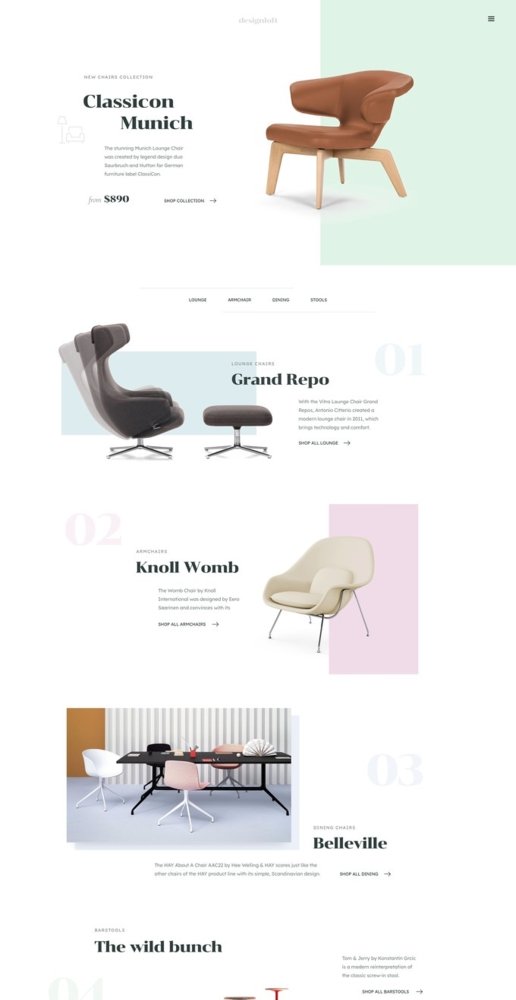 designloft
NEW CHAIRS COLLECTION
Classicon
Munich
The stunning Munich Lounge Chair
was created by legend design duo
Sauerbruch and Hutton for German
furniture label ClassiCon.
from $890
SHOP COLLECTION
LOUNGE ARMCHAIR DINING STOOLS
01
LOUNGE CHAIRS
Grand Repo
With the Vitra Lounge Chair Grand
Repos, Antonio Citterio created a
modern lounge chair in 2011, which
brings technology and comfort
SHOP ALL LOUNGE
02
ARMCHAIRS
Knoll Womb
The Womb Chair by Knoll
International was designed by Eero
Saarinen and convinces with its
SHOP ALL ARMCHAIRS
03
DINING CHAIRS
Belleville
The HAY About A Chair AAC22 by Hee Welling & HAY scores just like the
other chairs of the HAY product line with its simple, Scandinavian design
SHOP ALL DINING
BARSTOOLS
The wild bunch
04
Tom & Jerry by Konstantin Grcic
is a modern reinterpretation of
the classic screw-in stool.
SHOP ALL BARSTOOLS